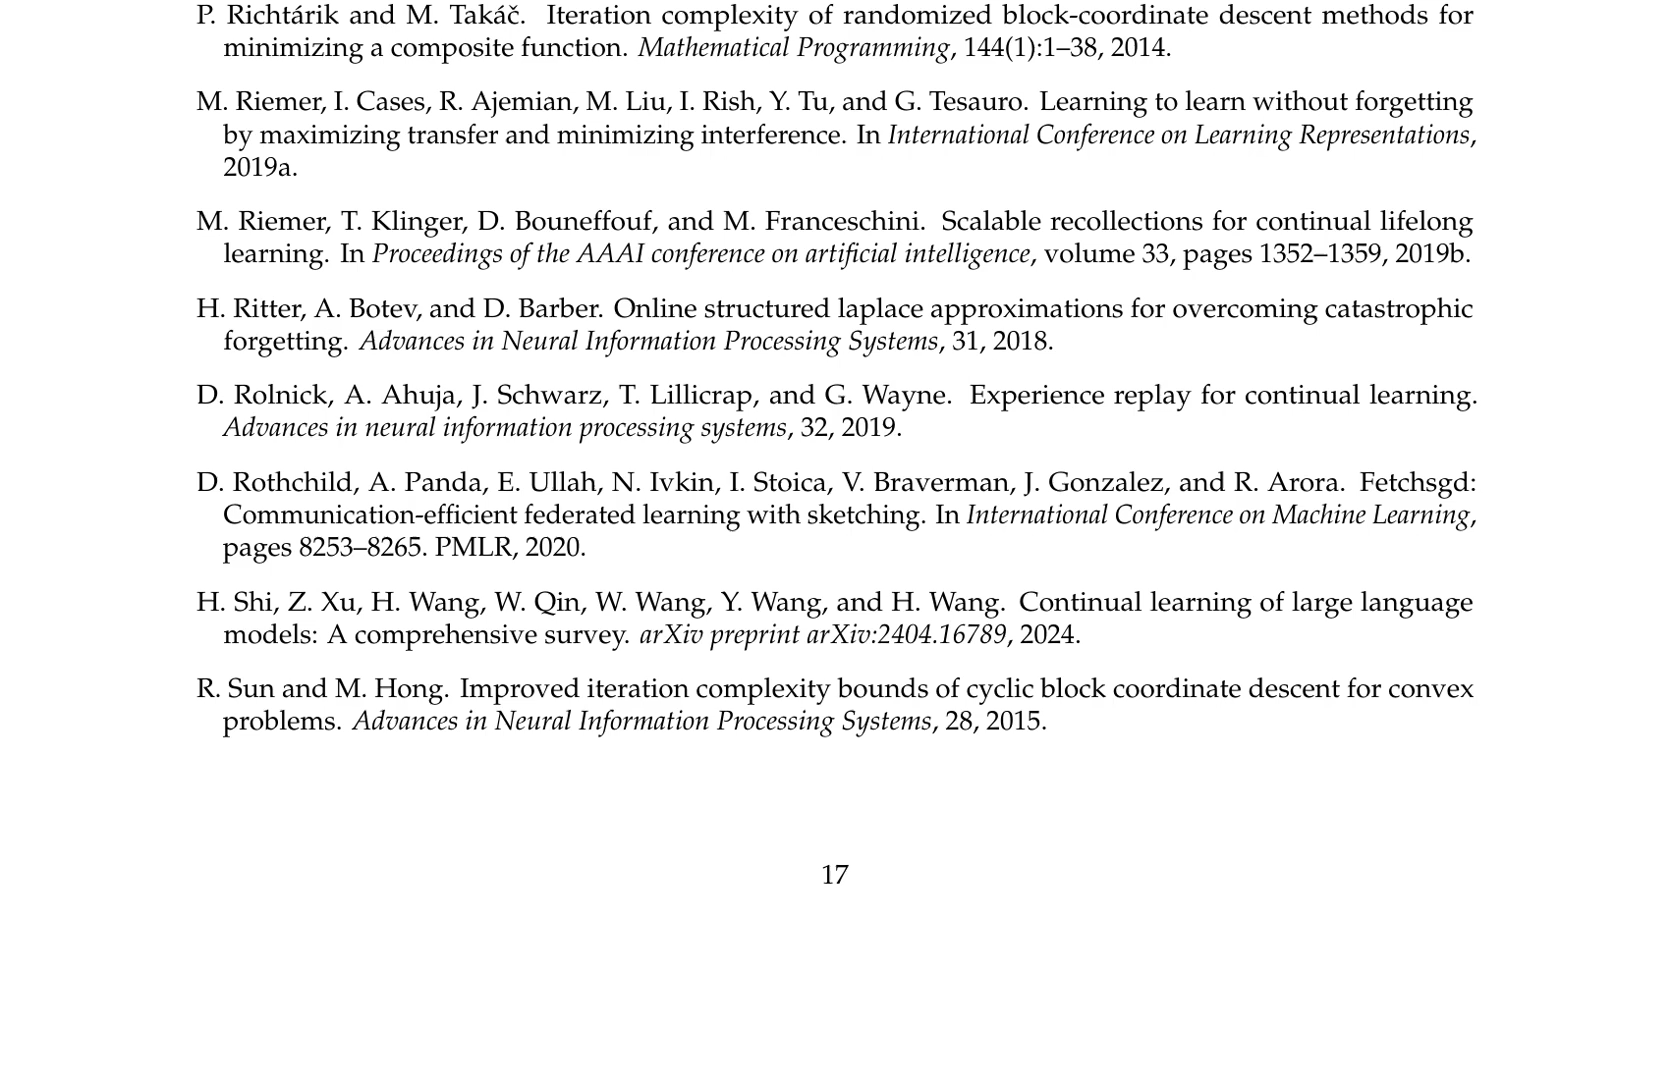 P. Richtárik and M. Takáč. Iteration complexity of randomized block-coordinate descent methods for
minimizing a composite function. Mathematical Programming, 144(1):1–38, 2014.
M. Riemer, I. Cases, R. Ajemian, M. Liu, I. Rish, Y. Tu, and G. Tesauro. Learning to learn without forgetting
by maximizing transfer and minimizing interference. In International Conference on Learning Representations,
2019a.
M. Riemer, T. Klinger, D. Bouneffouf, and M. Franceschini. Scalable recollections for continual lifelong
learning. In Proceedings of the AAAI conference on artificial intelligence, volume 33, pages 1352–1359, 2019b.
H. Ritter, A. Botev, and D. Barber. Online structured laplace approximations for overcoming catastrophic
forgetting. Advances in Neural Information Processing Systems, 31, 2018.
D. Rolnick, A. Ahuja, J. Schwarz, T. Lillicrap, and G. Wayne. Experience replay for continual learning.
Advances in neural information processing systems, 32, 2019.
D. Rothchild, A. Panda, E. Ullah, N. Ivkin, I. Stoica, V. Braverman, J. Gonzalez, and R. Arora. Fetchsgd:
Communication-efficient federated learning with sketching. In International Conference on Machine Learning,
pages 8253–8265. PMLR, 2020.
H. Shi, Z. Xu, H. Wang, W. Qin, W. Wang, Y. Wang, and H. Wang. Continual learning of large language
models: A comprehensive survey. arXiv preprint arXiv:2404.16789, 2024.
R. Sun and M. Hong. Improved iteration complexity bounds of cyclic block coordinate descent for convex
problems. Advances in Neural Information Processing Systems, 28, 2015.
17